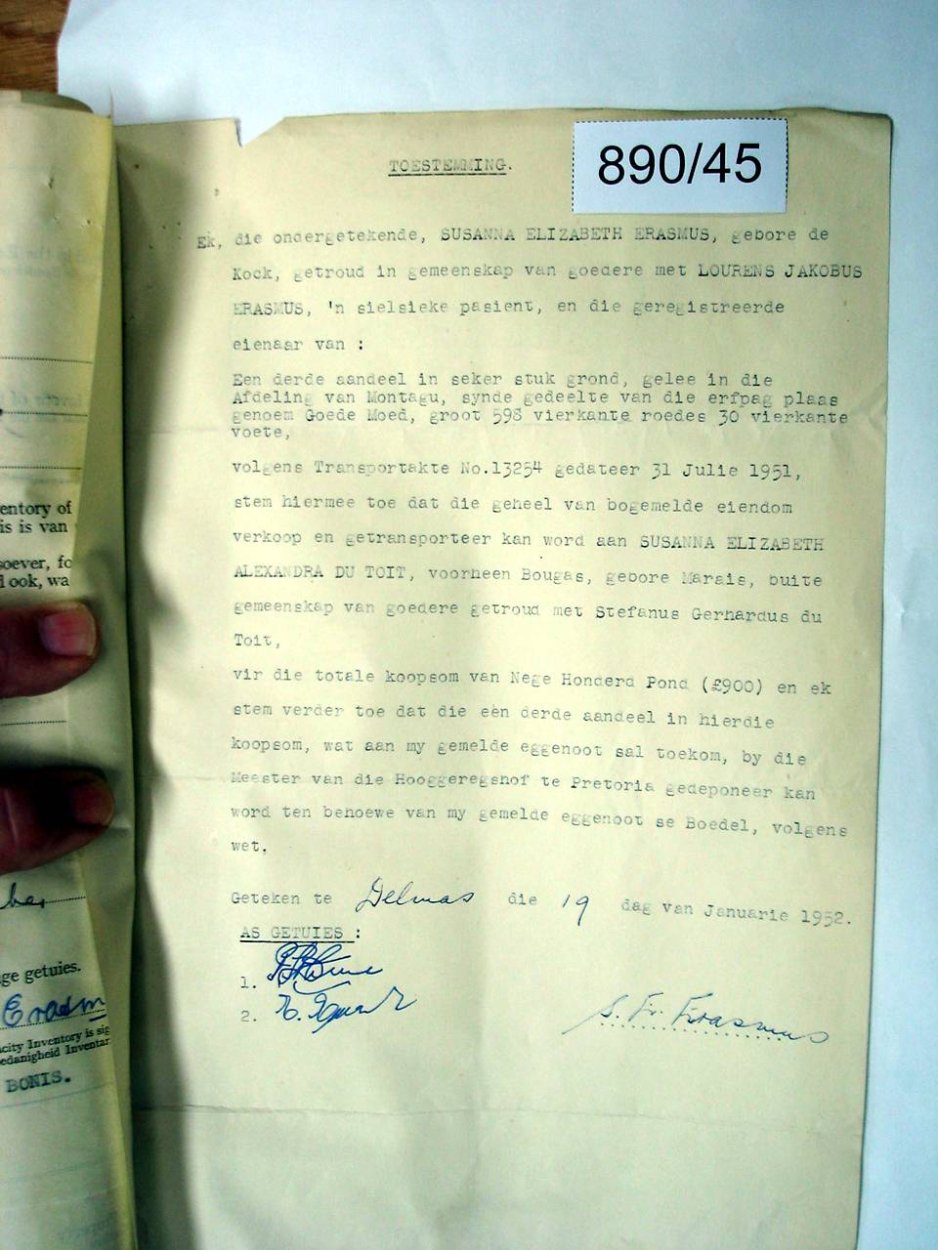 890/45
TOESTEMMING.
Ek, die ondergetekende, SUSANNA ELIZABETH ERASMUS, gebore de
Kock, getroud in gemeenskap van goedere met LOURENS JAKOBUS
ERASMUS, 'n sielsieke pasient, en die geregistreerde
eienaar van :
Een derde aandeel in seker stuk grond, gelee in die
Afdeling van Montagu, synde gedeelte van die erfpag plaas
genoem Goede Moed, groot 598 vierkante roedes 30 vierkante
voete,
volgens Transportakte No.13254 gedateer 31 Julie 1951,
stem hiermee toe dat die geheel van bogemelde eiendom
verkoop en getransporteer kan word aan SUSANNA ELIZABETH
ALEXANDRA DU TOIT, voorheen Bougas, gebore Marais, buite
gemeenskap van goedere getroud met Stefanus Gerhardus du
Toit,
vir die totale koopsom van Nege Honderd Pond (£900) en ek
stem verder toe dat die een derde aandeel in hierdie
koopsom, wat aan my gemelde eggenoot sal toekom, by die
Meester van die Hooggeregshof te Pretoria gedeponeer kan
word ten behoewe van my gemelde eggenoot se Boedel, volgens
wet.
Geteken te Delmas die 19 dag van Januarie 1952.
AS GETUIES :
1.
2.
Erasmus
entory of
is is van
soever, fo
l ook, wa
ge getuies.
Erasm
city Inventory is sig
edanigheid Inventar
BONIS.